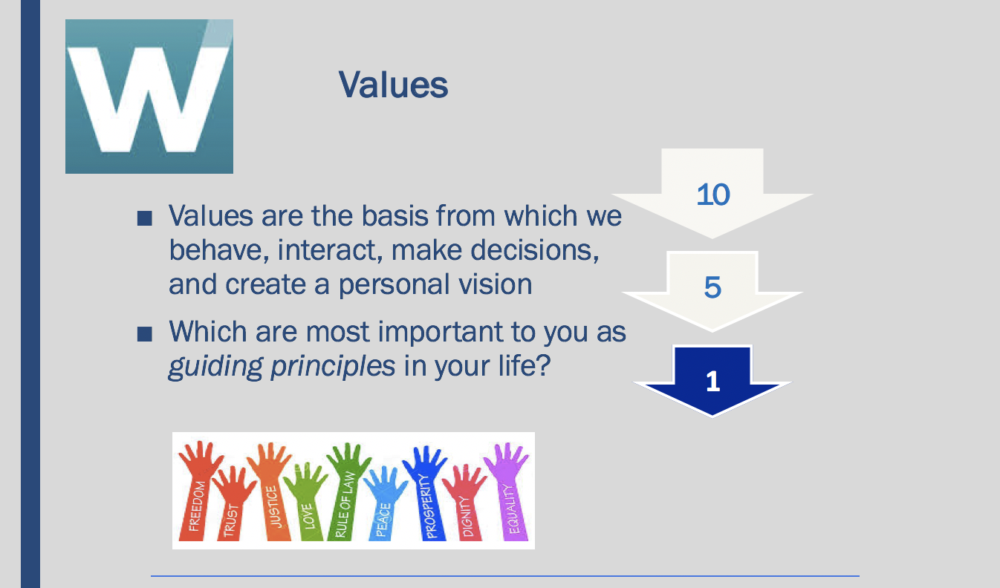 W
Values
■ Values are the basis from which we
behave, interact, make decisions,
and create a personal vision
■ Which are most important to you as
guiding principles in your life?
10
5
1
FREEDOM
TRUST
JUSTICE
LOVE
RULE OF LAW
PEACE
PROSPERITY
DIGNITY
EQUALITY